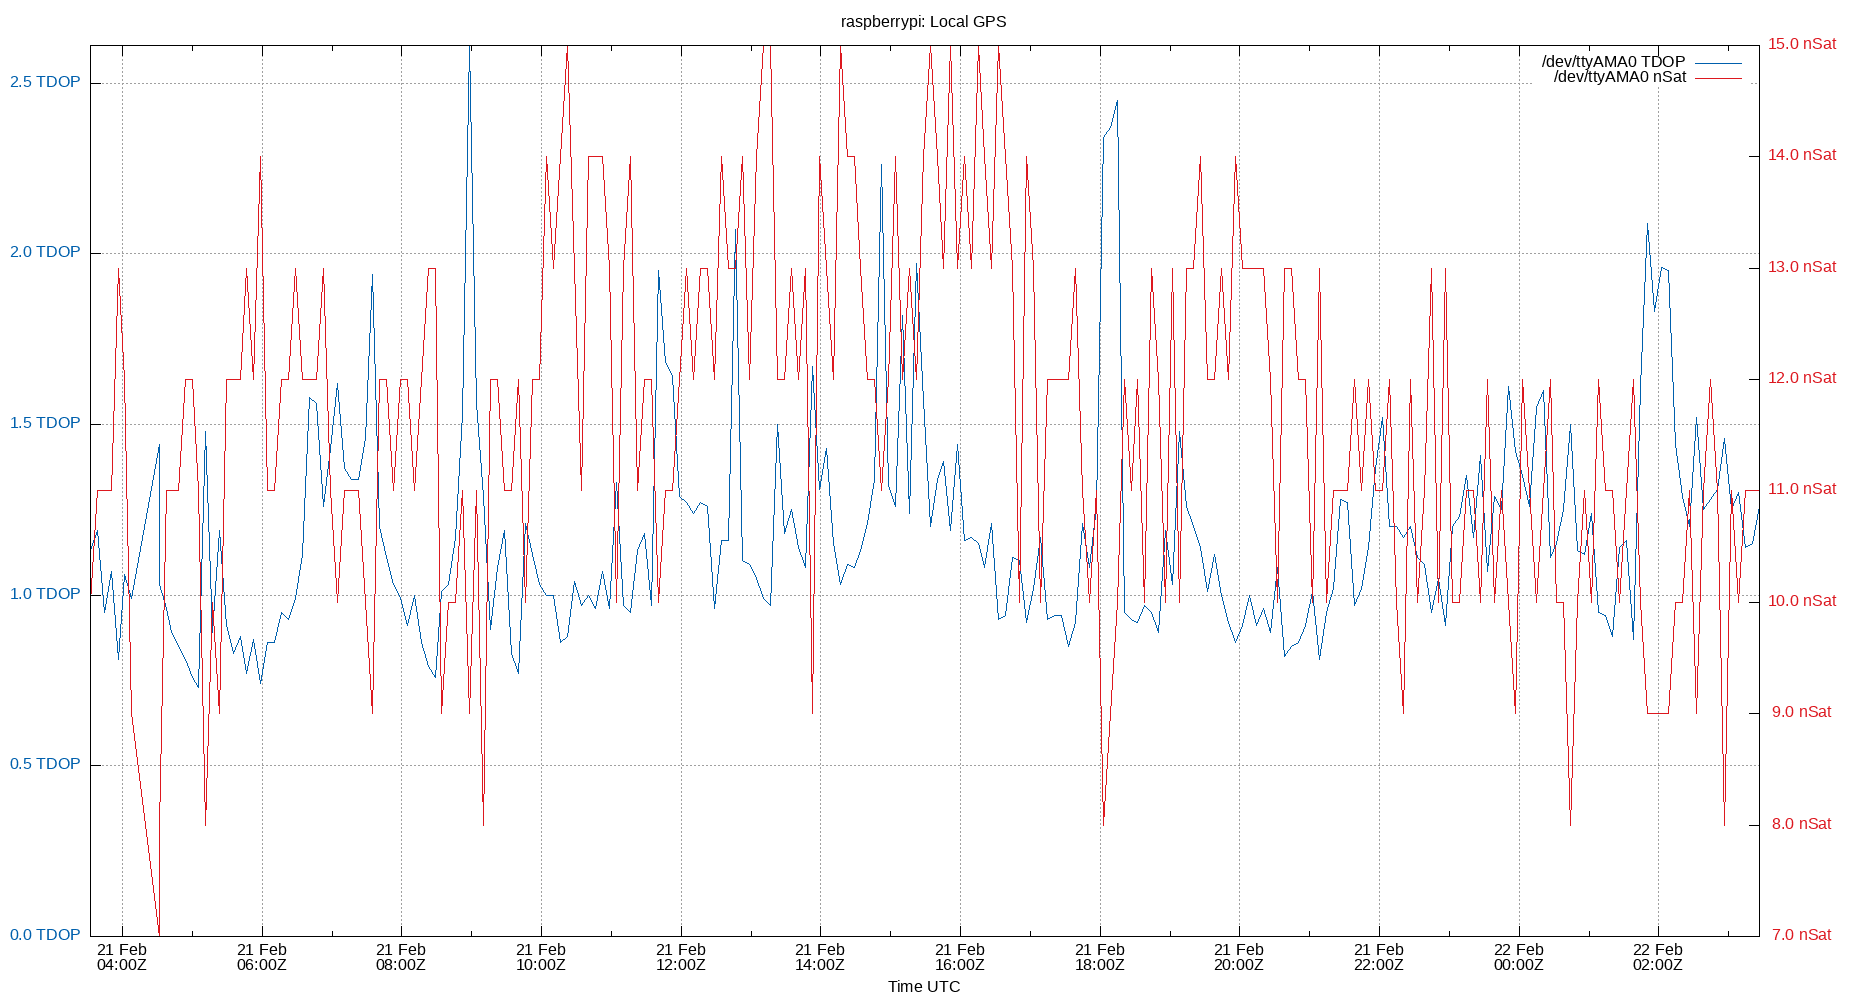 raspberrypi: Local GPS
/dev/ttyAMA0 TDOP
/dev/ttyAMA0 nSat
2.5 TDOP
2.0 TDOP
1.5 TDOP
1.0 TDOP
0.5 TDOP
0.0 TDOP
15.0 nSat
14.0 nSat
13.0 nSat
12.0 nSat
11.0 nSat
10.0 nSat
9.0 nSat
8.0 nSat
7.0 nSat
21 Feb
04:00Z
21 Feb
06:00Z
21 Feb
08:00Z
21 Feb
10:00Z
21 Feb
12:00Z
21 Feb
14:00Z
21 Feb
16:00Z
21 Feb
18:00Z
21 Feb
20:00Z
21 Feb
22:00Z
22 Feb
00:00Z
22 Feb
02:00Z
Time UTC